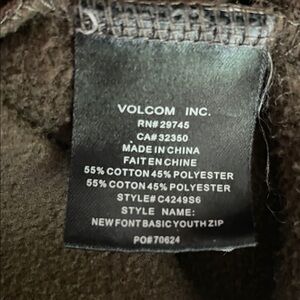 VOLCOM INC.
RN# 29745
CA# 32350
MADE IN CHINA
FAIT EN CHINE
55% COTTON 45% POLYESTER
55% COTTON 45% POLYESTER
STYLE# C4249S6
STYLE NAME:
NEW FONT BASIC YOUTH ZIP
PO# 70624